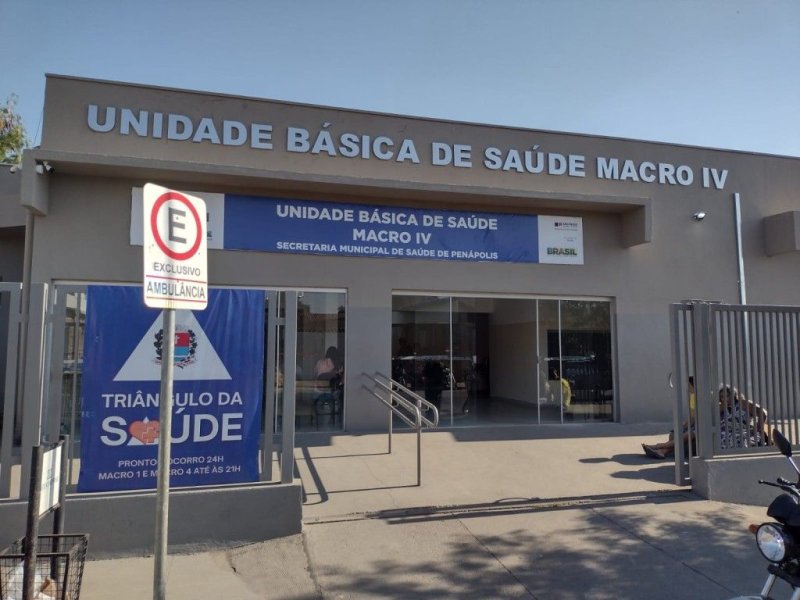 UNIDADE BÁSICA DE SAÚDE MACRO IV
UNIDADE BÁSICA DE SAÚDE
MACRO IV
SECRETARIA MUNICIPAL DE SAÚDE DE PENÁPOLIS
BRASIL
E
EXCLUSIVO
AMBULÂNCIA
TRIÂNGULO DA
SAÚDE
PRONTO SOCORRO 24H
MACRO 1 E MACRO 4 ATÉ ÀS 21H